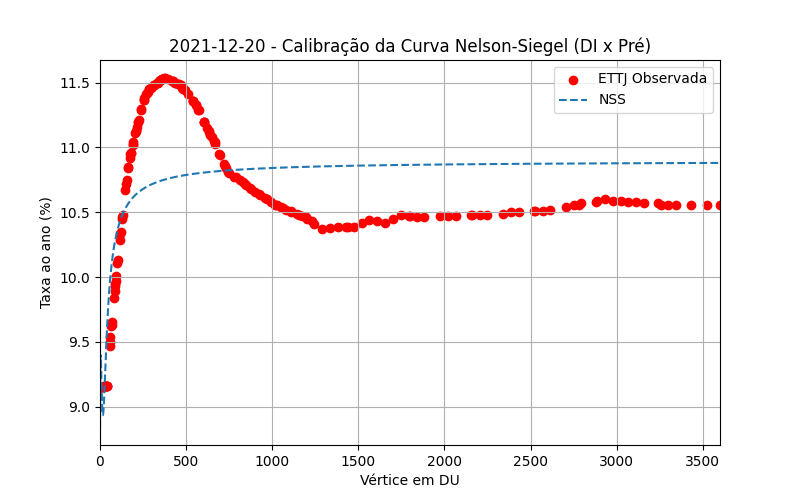 2021-12-20 - Calibração da Curva Nelson-Siegel (DI x Pré)
ETTJ Observada
NSS
Taxa ao ano (%)
11.5
11.0
10.5
10.0
9.5
9.0
0 500 1000 1500 2000 2500 3000 3500
Vértice em DU